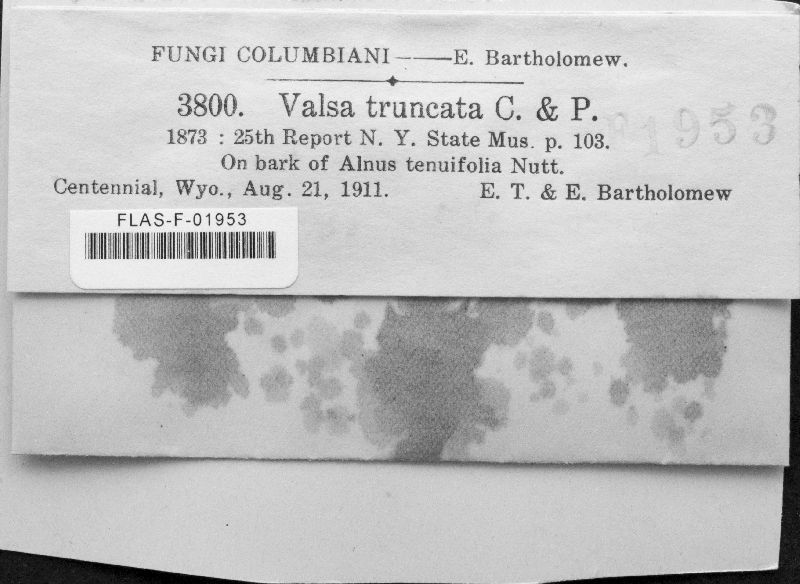 FUNGI COLUMBIANI——E. Bartholomew.
3800. Valsa truncata C. & P.
F1953
1873 : 25th Report N. Y. State Mus. p. 103.
On bark of Alnus tenuifolia Nutt.
Centennial, Wyo., Aug. 21, 1911. E. T. & E. Bartholomew
FLAS-F-01953